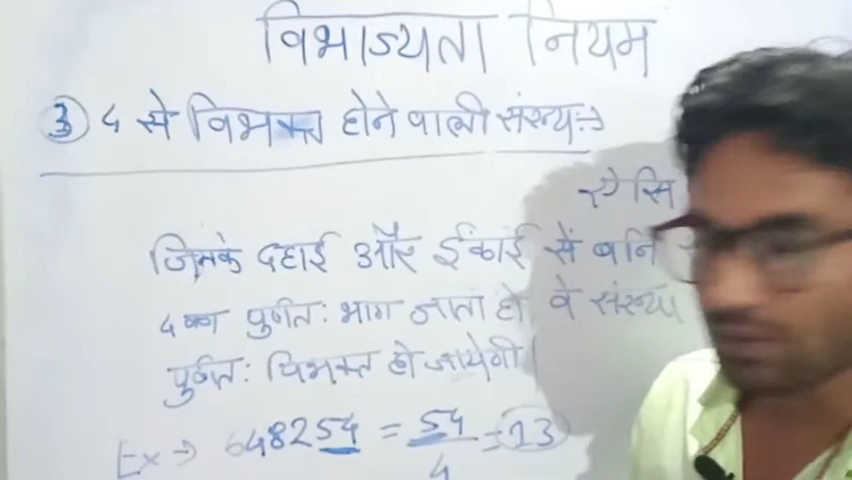 विभाज्यता नियम
3 4 से विभक्त होने वाली संख्या:→
ऐसि
जिनके दहाई और ईकाई से बनि
4 का पुर्णत: भाग जाता हो वे संख्या
पुर्णत: विभक्त हो जायेगी।
Ex → 648254 = 54/4 = 13